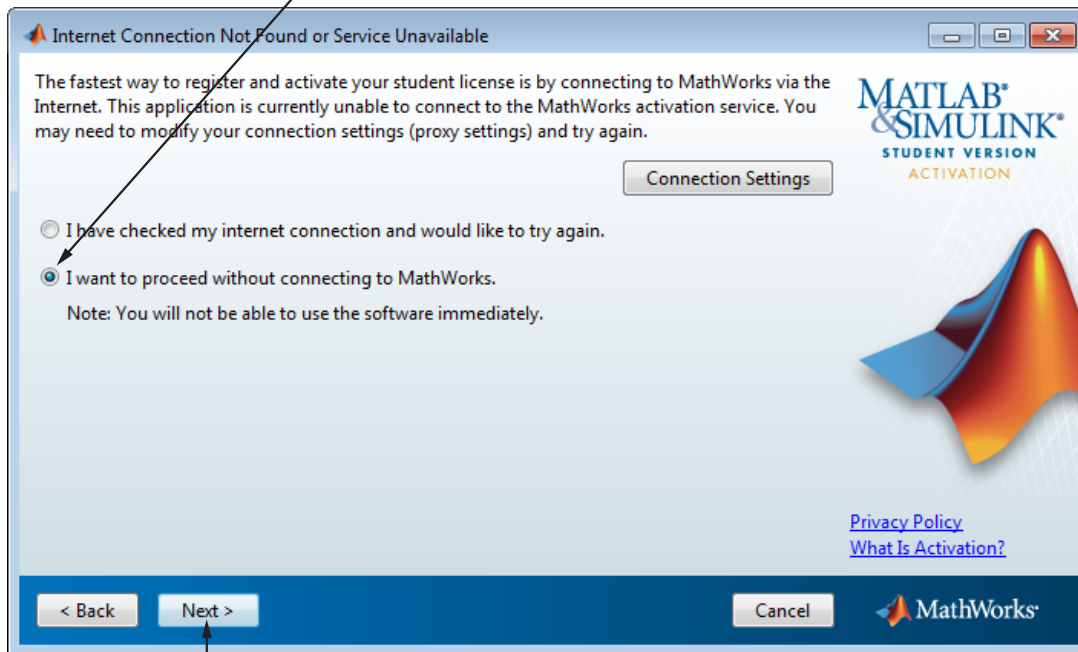 Internet Connection Not Found or Service Unavailable
The fastest way to register and activate your student license is by connecting to MathWorks via the
Internet. This application is currently unable to connect to the MathWorks activation service. You
may need to modify your connection settings (proxy settings) and try again.
Connection Settings
I have checked my internet connection and would like to try again.
I want to proceed without connecting to MathWorks.
Note: You will not be able to use the software immediately.
MATLAB®
&SIMULINK®
STUDENT VERSION
ACTIVATION
Privacy Policy
What Is Activation?
< Back
Next >
Cancel
MathWorks®